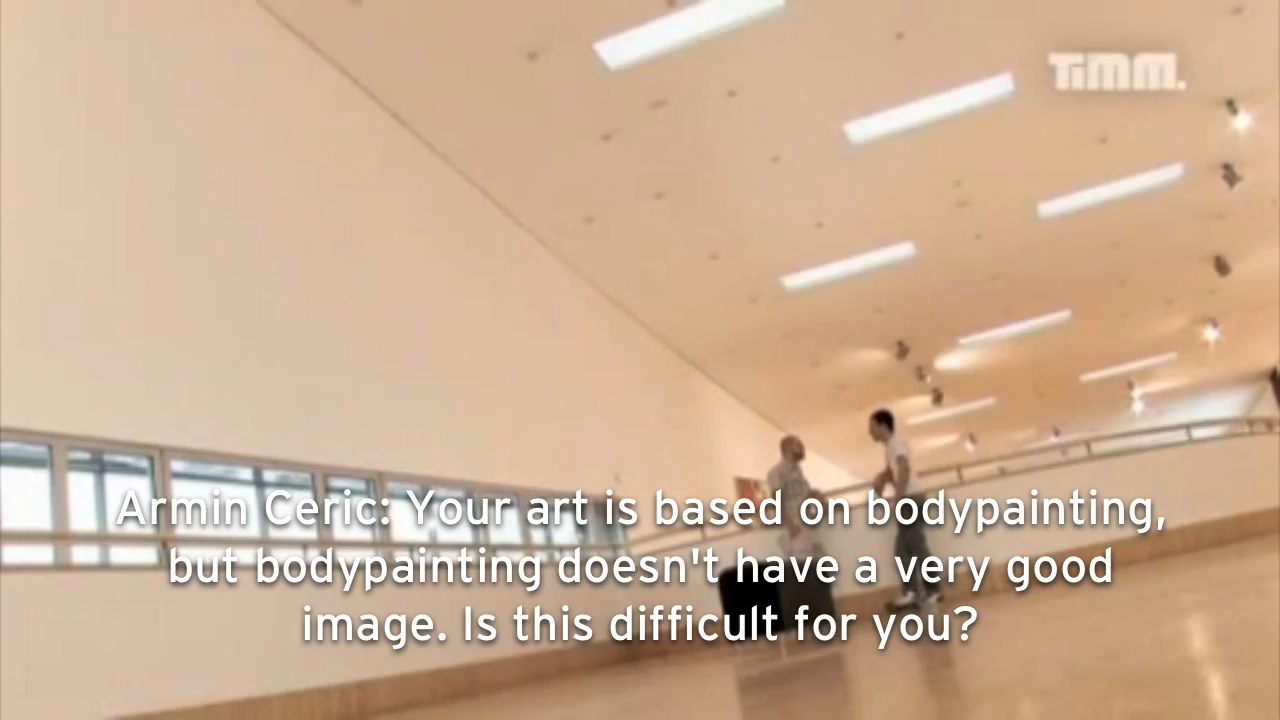 TiMM.
Armin Ceric: Your art is based on bodypainting,
but bodypainting doesn't have a very good
image. Is this difficult for you?